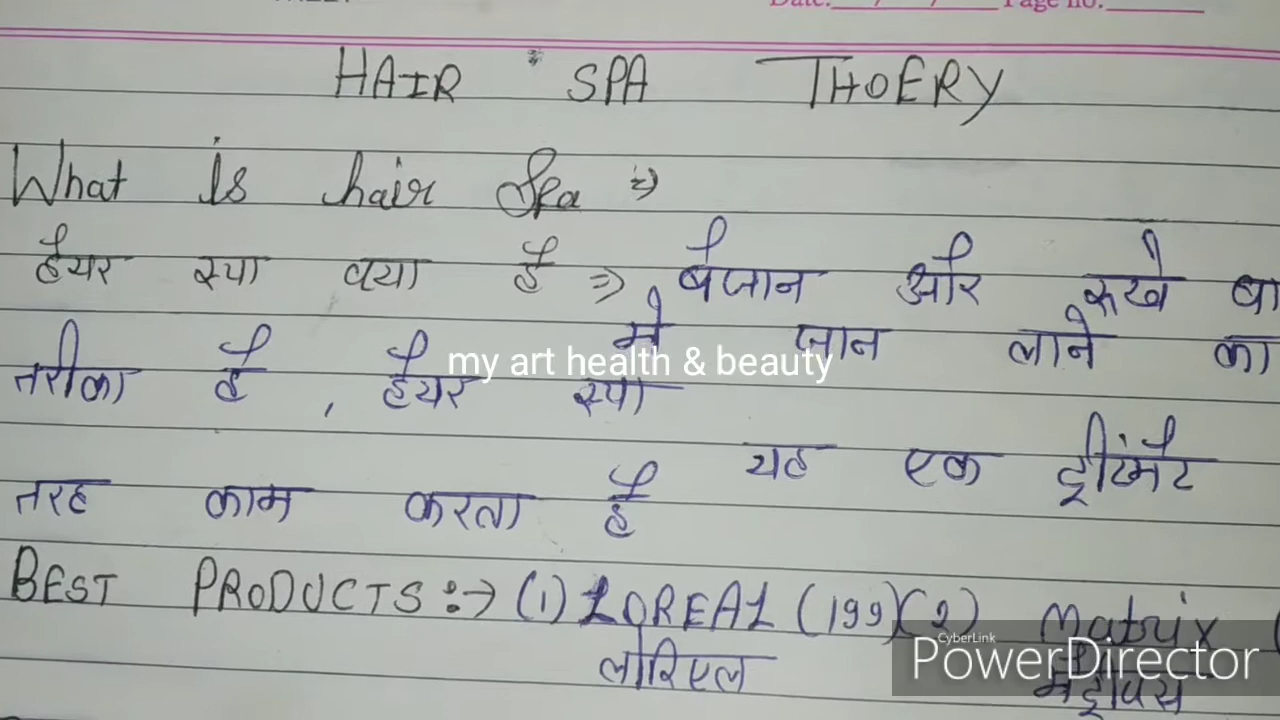 Date: / / Page no.
HAIR SPA THOERY
What is hair Spa ⇒
हैयर स्पा क्या है ⇒ बैजान और रूखे बा
मे जान लाने का
my art health & beauty
तरीका है , हैयर स्पा
यह एक ट्रीटमैंट
तरह काम करता है
BEST PRODUCTS :→ (1) LOREAL (199) (2) Matrix (
लोरिएल
CyberLink
PowerDirector